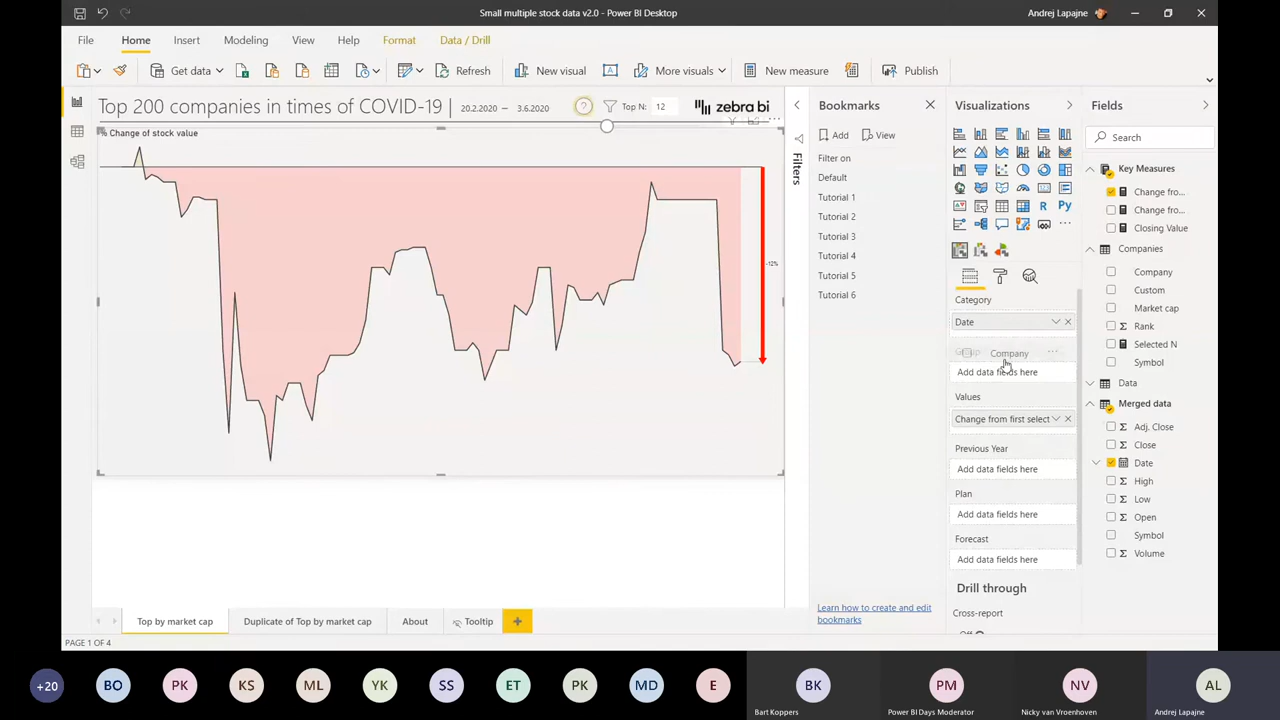 Small multiple stock data v2.0 - Power BI Desktop
Andrej Lapajne
File Home Insert Modeling View Help Format Data / Drill
Get data Refresh New visual More visuals New measure Publish
Top 200 companies in times of COVID-19 | 20.2.2020 — 3.6.2020 ? Top N: 12 zebra bi
% Change of stock value
-12%
Filters
Bookmarks
Add View
Filter on
Default
Tutorial 1
Tutorial 2
Tutorial 3
Tutorial 4
Tutorial 5
Tutorial 6
Learn how to create and edit
bookmarks
Visualizations
R Py
Category
Date
Group
Company
Add data fields here
Values
Change from first select
Previous Year
Add data fields here
Plan
Add data fields here
Forecast
Add data fields here
Drill through
Cross-report
Off
Fields
Search
Key Measures
Change fro...
Change fro...
Closing Value
Companies
Company
Custom
Market cap
Rank
Selected N
Symbol
Data
Merged data
Adj. Close
Close
Date
High
Low
Open
Symbol
Volume
Top by market cap Duplicate of Top by market cap About Tooltip +
PAGE 1 OF 4
+20 BO PK KS ML YK SS ET PK MD E BK PM NV AL
Bart Koppers Power BI Days Moderator Nicky van Vroenhoven Andrej Lapajne